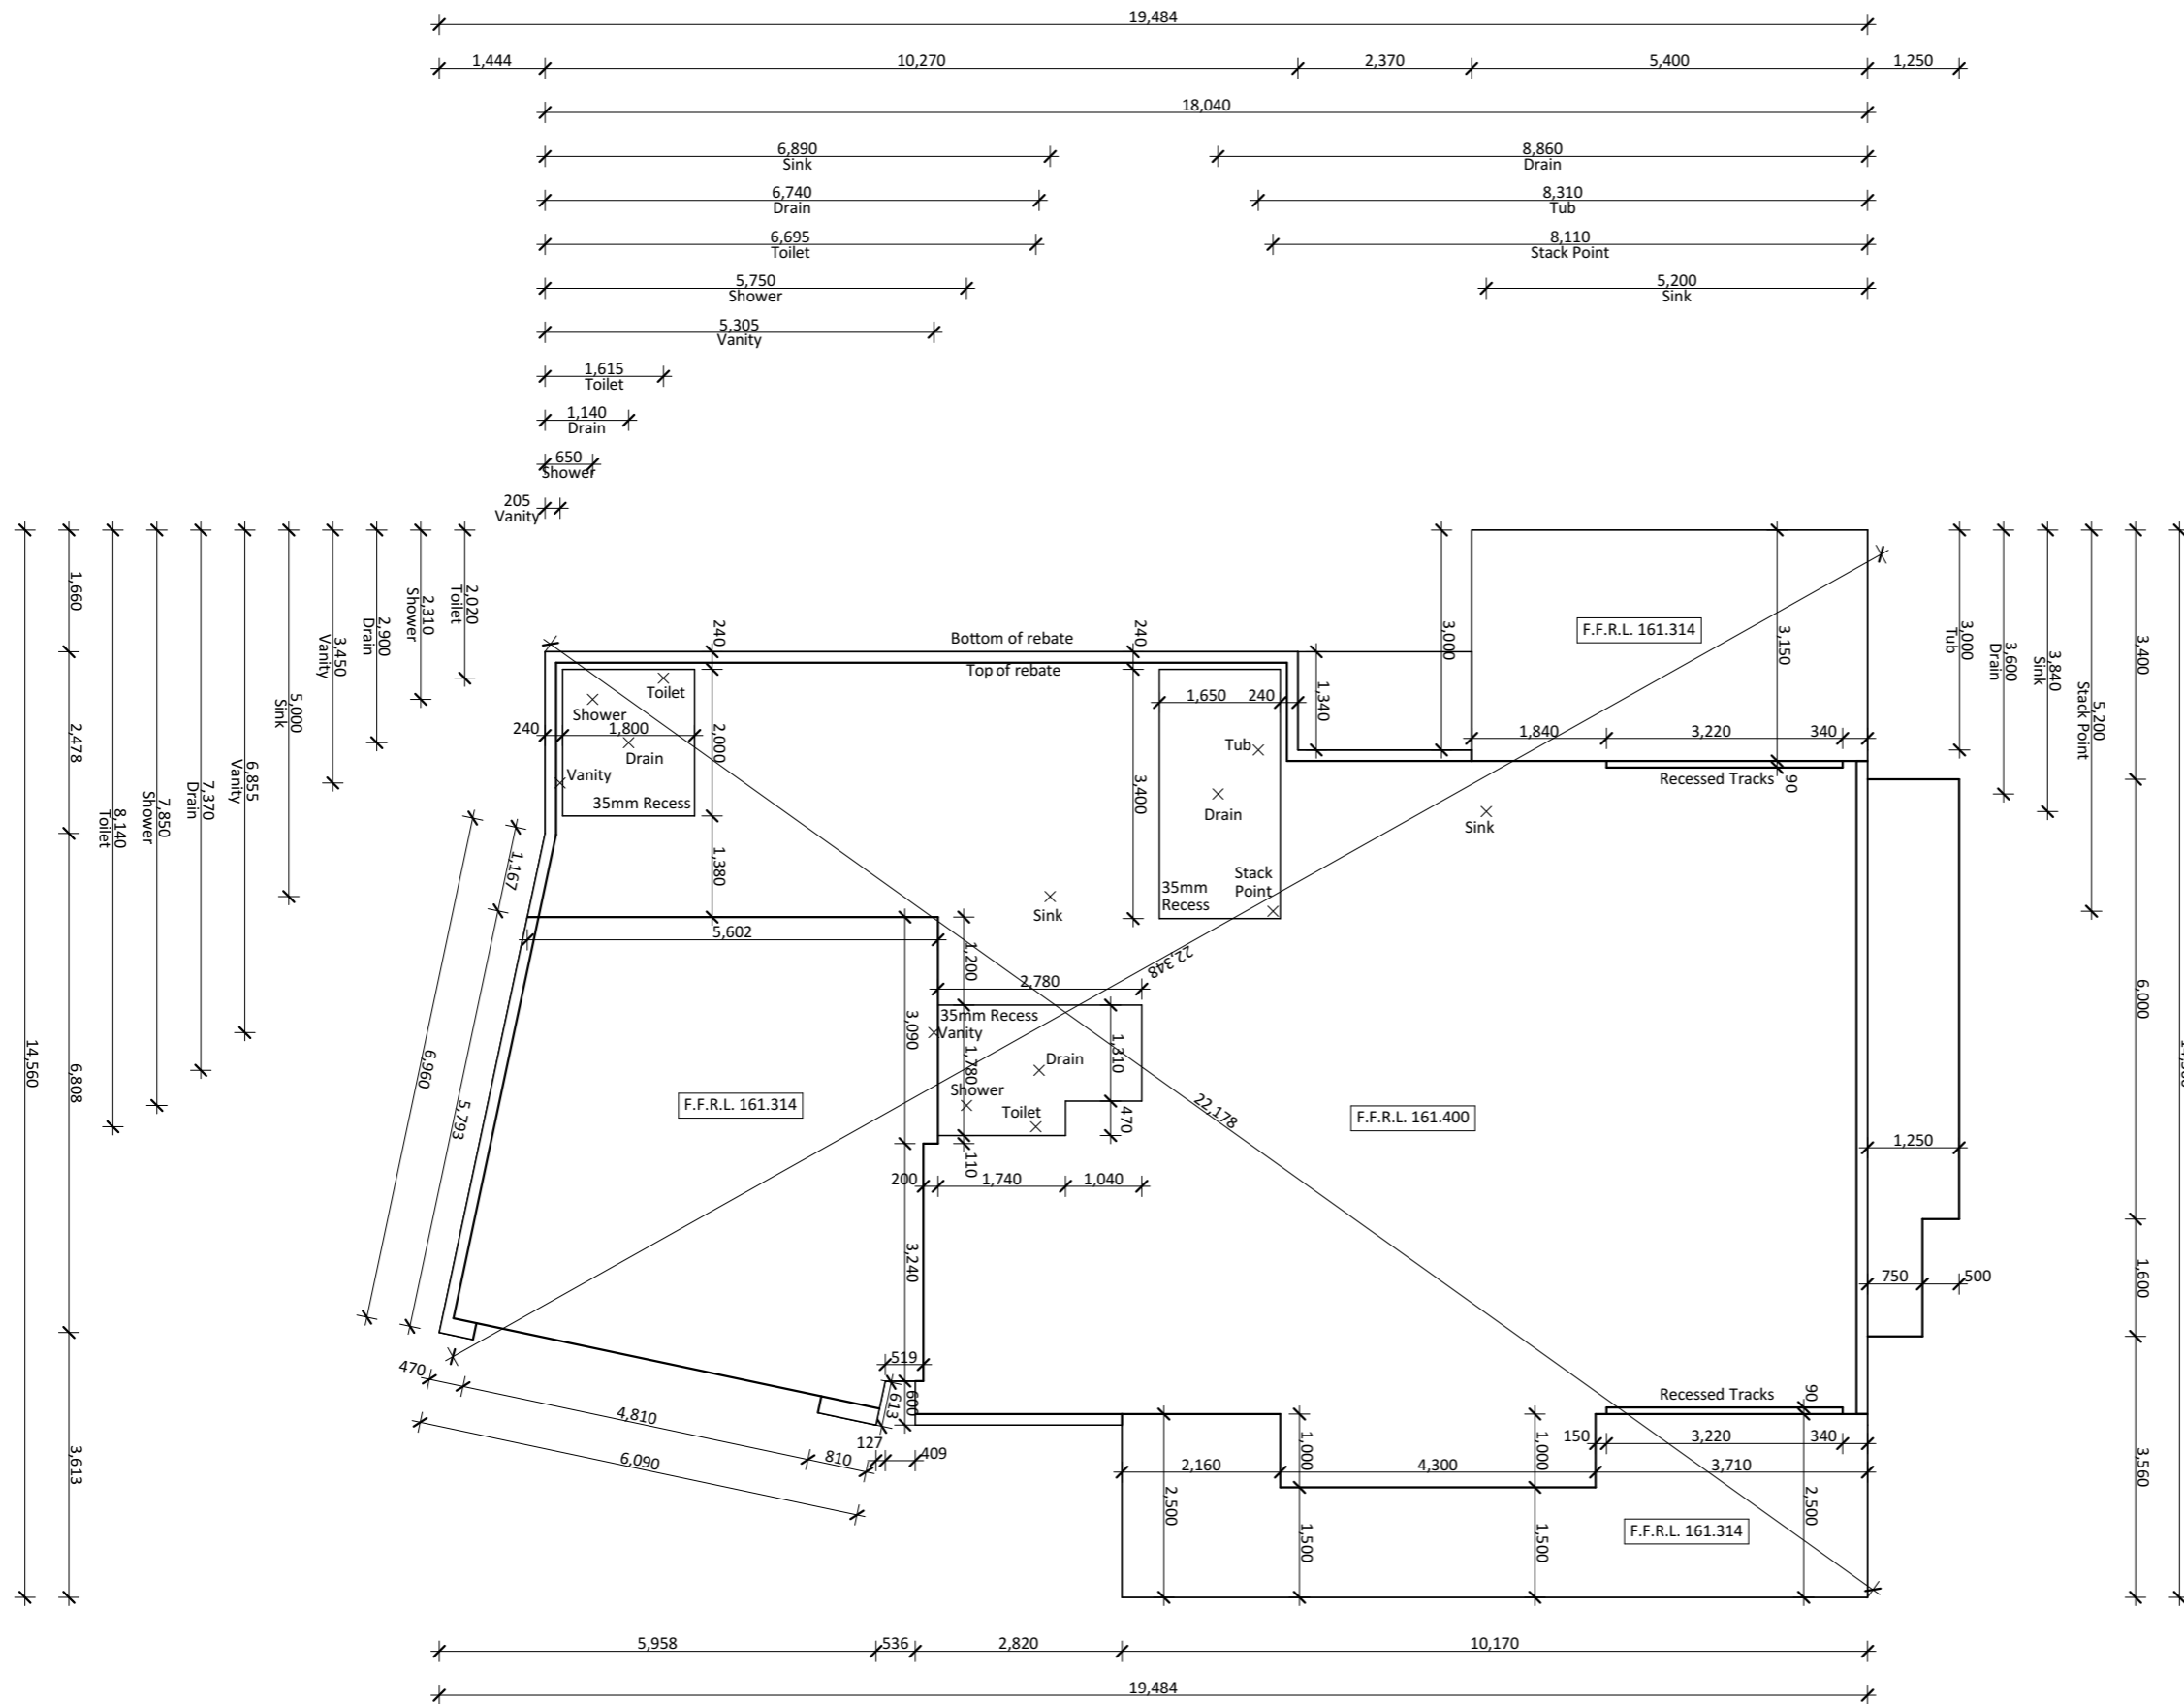 19,484
1,444
10,270
2,370
5,400
1,250
18,040
6,890
Sink
8,860
Drain
6,740
Drain
8,310
Tub
6,695
Toilet
8,110
Stack Point
5,750
Shower
5,200
Sink
5,305
Vanity
1,615
Toilet
1,140
Drain
650
Shower
205
Vanity
14,560
1,660
2,478
6,808
3,613
8,140
Toilet
7,850
Shower
7,370
Drain
6,855
Vanity
5,000
Sink
3,450
Vanity
2,900
Drain
2,310
Shower
2,020
Toilet
240
Bottom of rebate
240
Top of rebate
Toilet
Shower
240
1,800
Drain
Vanity
35mm Recess
2,000
1,380
1,650
240
1,340
3,000
Tub
3,400
Drain
Stack
Point
35mm
Recess
F.F.R.L. 161.314
3,150
1,840
3,220
340
Recessed Tracks
90
Sink
Sink
3,000
Tub
3,600
Drain
3,840
Sink
5,200
Stack Point
3,400
6,000
1,600
3,560
1,167
6,960
5,793
5,602
1,200
2,780
22,348
3,090
35mm Recess
Vanity
1,780
Drain
1,310
Shower
Toilet
470
110
200
1,740
1,040
F.F.R.L. 161.314
22,178
F.F.R.L. 161.400
1,250
750
500
3,240
519
613
600
470
4,810
810
6,090
127
409
Recessed Tracks
90
150
3,220
340
2,160
1,000
4,300
1,000
3,710
2,500
1,500
1,500
2,500
F.F.R.L. 161.314
5,958
536
2,820
10,170
19,484